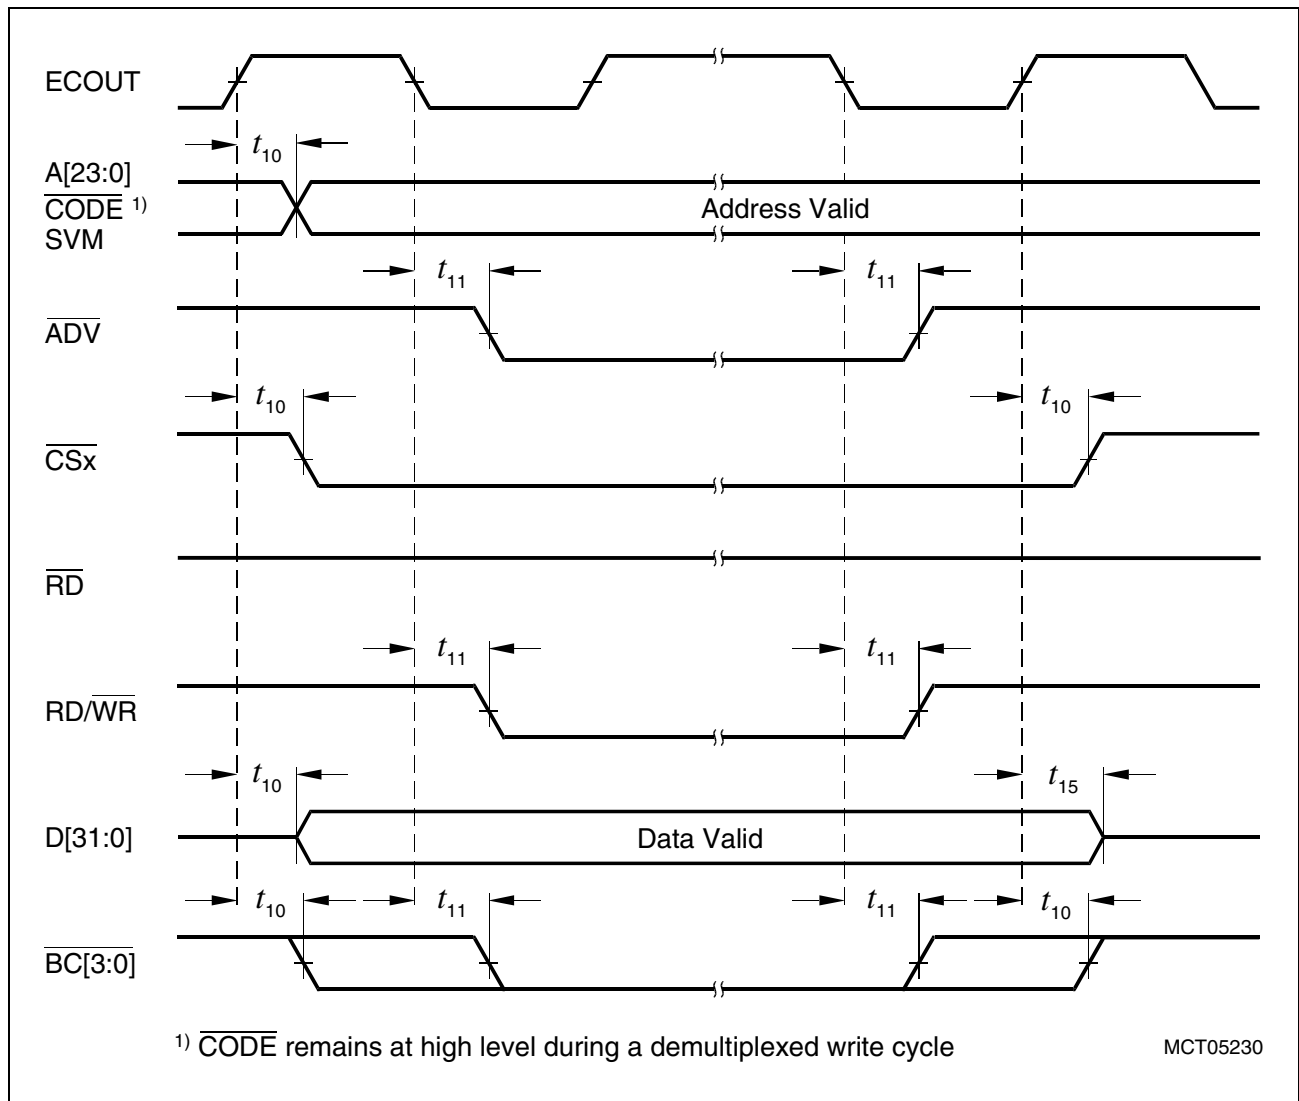 ECOUT
t10
A[23:0]
CODE 1)
SVM
Address Valid
t11 t11
ADV
t10 t10
CSx
RD
t11 t11
RD/WR
t10 t15
D[31:0] Data Valid
t10 t11 t11 t10
BC[3:0]
1) CODE remains at high level during a demultiplexed write cycle
MCT05230